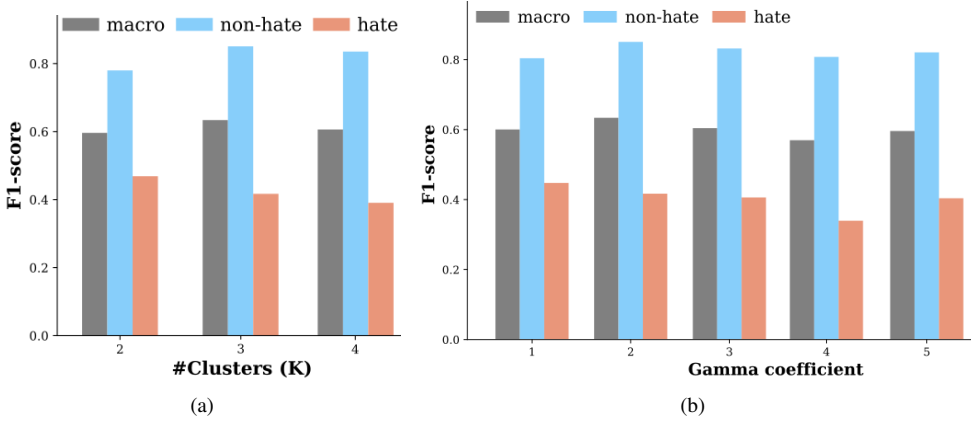 macro non-hate hate
0.8
0.6
0.4
0.2
0.0
F1-score
2 3 4
#Clusters (K)
(a)
macro non-hate hate
0.8
0.6
0.4
0.2
0.0
F1-score
1 2 3 4 5
Gamma coefficient
(b)